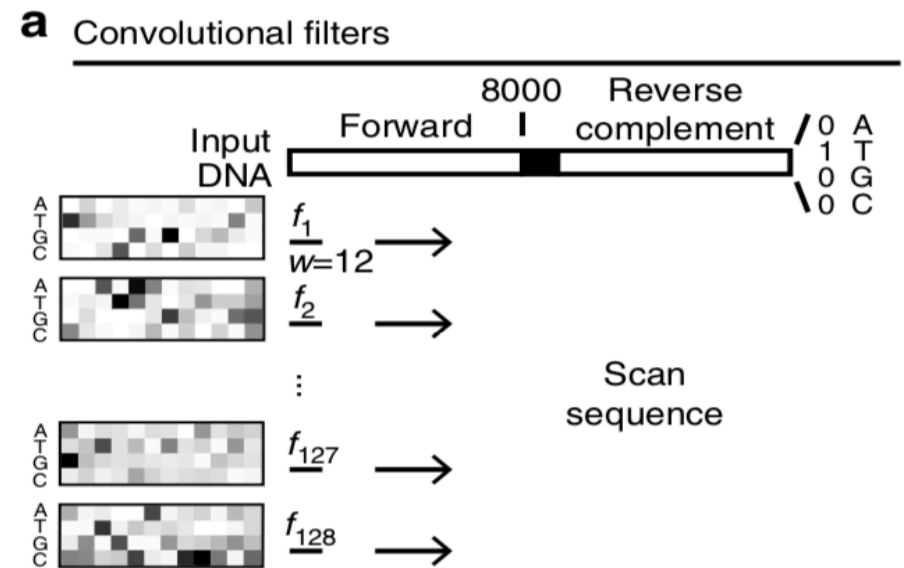 a Convolutional filters
8000
Forward
Reverse
complement
Input
DNA
0 A
1 T
0 G
0 C
A
T
G
C
f1
w=12
A
T
G
C
f2
⋮
Scan
sequence
A
T
G
C
f127
A
T
G
C
f128